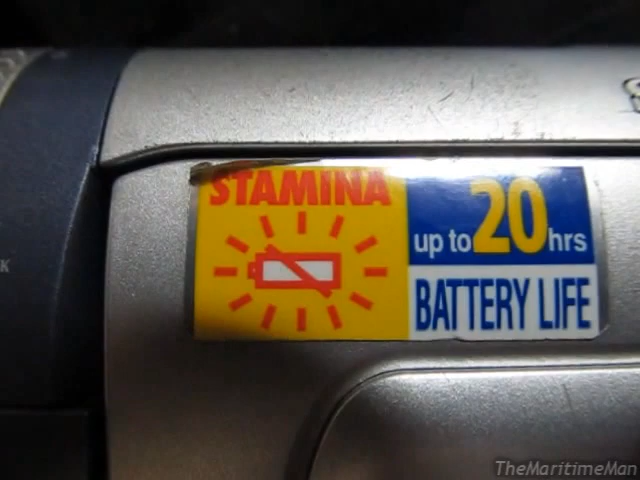 STAMINA
up to 20 hrs
BATTERY LIFE
K
TheMaritimeMan